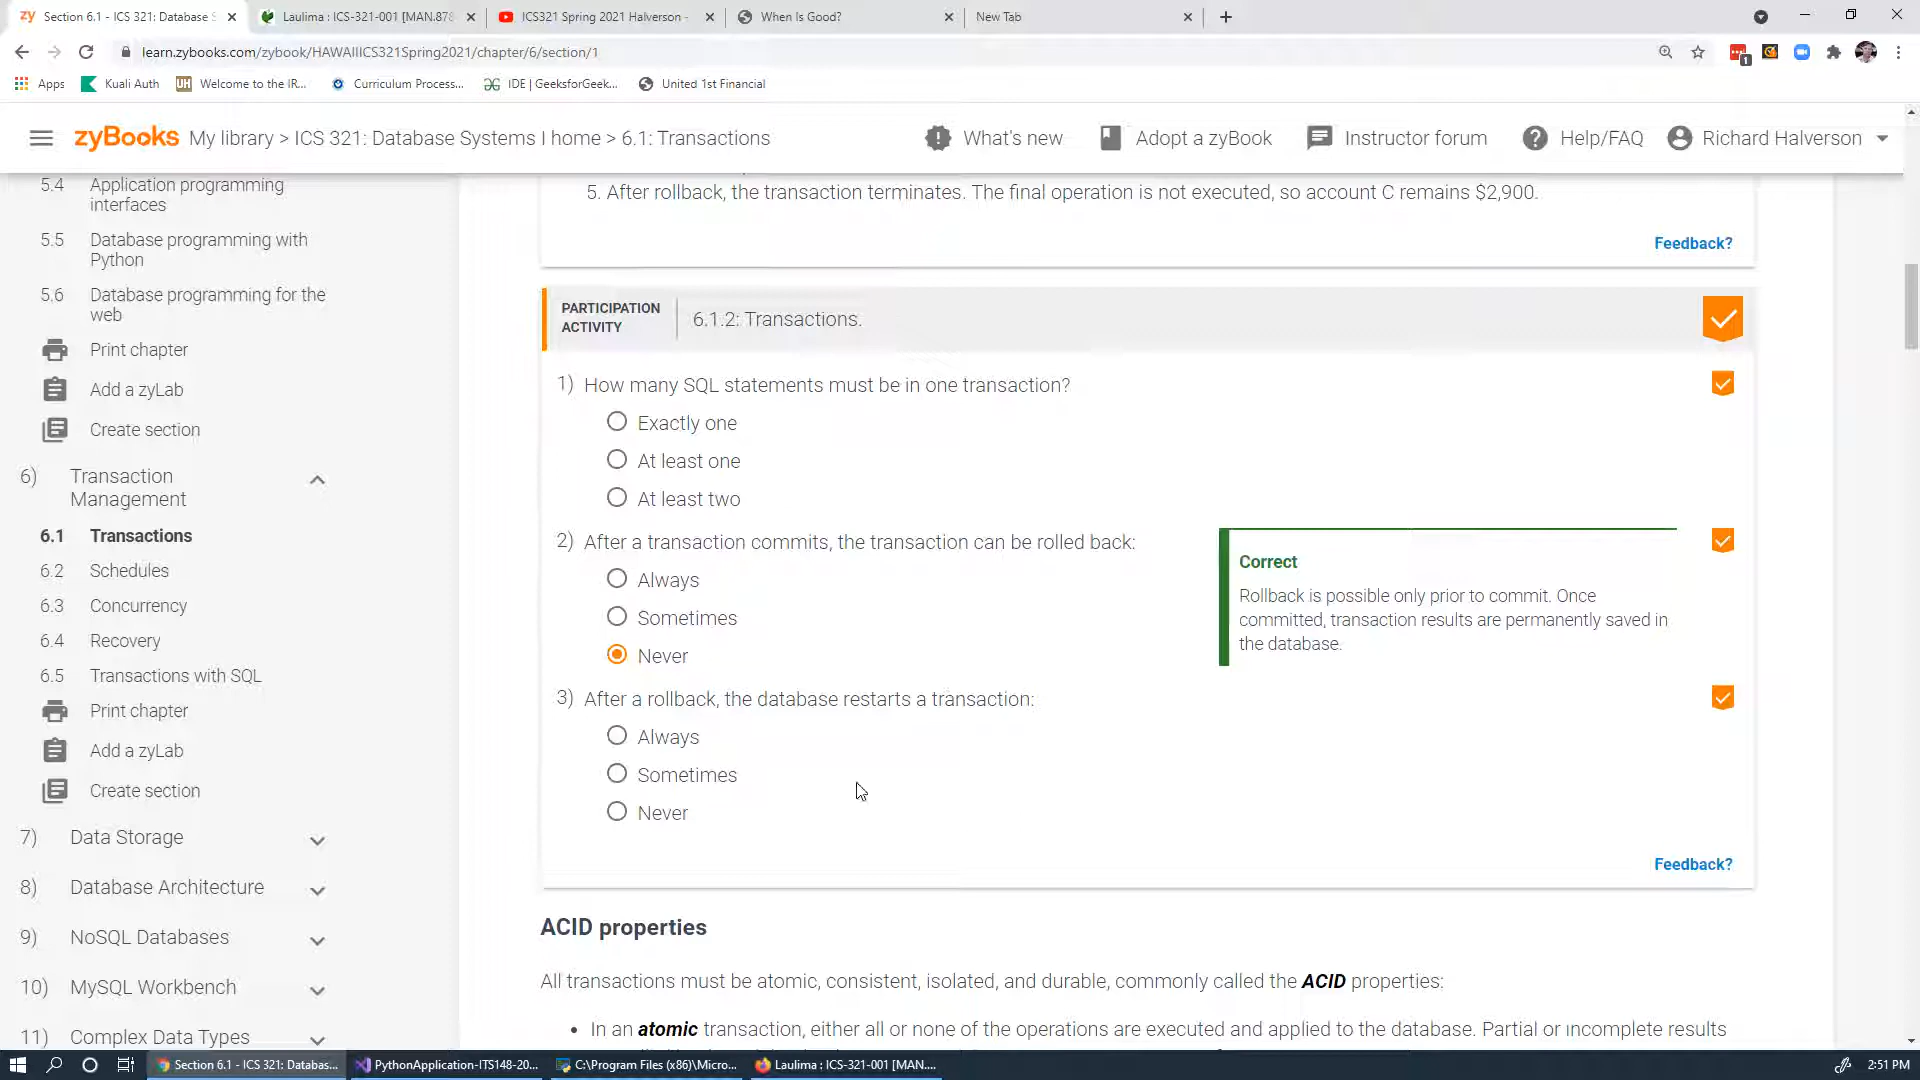 Section 6.1 - ICS 321: Database S
Laulima : ICS-321-001 [MAN.878
ICS321 Spring 2021 Halverson -
When Is Good?
New Tab
learn.zybooks.com/zybook/HAWAIIICS321Spring2021/chapter/6/section/1
1
Apps
Kuali Auth
UH Welcome to the IR...
Curriculum Process...
IDE | GeeksforGeek...
United 1st Financial
zyBooks My library > ICS 321: Database Systems I home > 6.1: Transactions
What's new
Adopt a zyBook
Instructor forum
Help/FAQ
Richard Halverson
5.4 Application programming
interfaces
5.5 Database programming with
Python
5.6 Database programming for the
web
Print chapter
Add a zyLab
Create section
6) Transaction
Management
6.1 Transactions
6.2 Schedules
6.3 Concurrency
6.4 Recovery
6.5 Transactions with SQL
Print chapter
Add a zyLab
Create section
7) Data Storage
8) Database Architecture
9) NoSQL Databases
10) MySQL Workbench
11) Complex Data Types
5. After rollback, the transaction terminates. The final operation is not executed, so account C remains $2,900.
Feedback?
PARTICIPATION
ACTIVITY
6.1.2: Transactions.
1) How many SQL statements must be in one transaction?
Exactly one
At least one
At least two
2) After a transaction commits, the transaction can be rolled back:
Always
Sometimes
Never
Correct
Rollback is possible only prior to commit. Once
committed, transaction results are permanently saved in
the database.
3) After a rollback, the database restarts a transaction:
Always
Sometimes
Never
Feedback?
ACID properties
All transactions must be atomic, consistent, isolated, and durable, commonly called the ACID properties:
• In an atomic transaction, either all or none of the operations are executed and applied to the database. Partial or incomplete results
Section 6.1 - ICS 321: Databas...
PythonApplication-ITS148-20...
C:\Program Files (x86)\Micro...
Laulima : ICS-321-001 [MAN....
2:51 PM